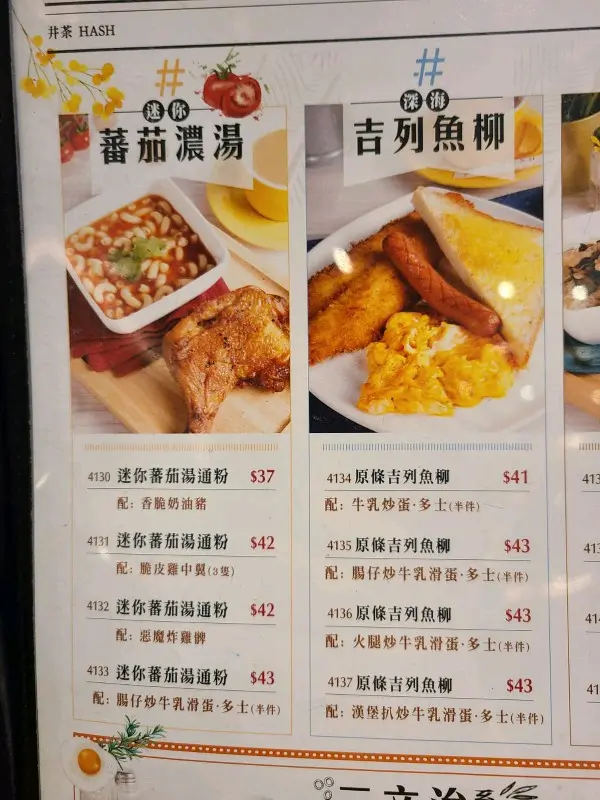 井茶 HASH
#
迷你
蕃茄濃湯
4130 迷你蕃茄湯通粉 $37
配: 香脆奶油豬
4131 迷你蕃茄湯通粉 $42
配: 脆皮雞中翼(3隻)
4132 迷你蕃茄湯通粉 $42
配: 惡魔炸雞髀
4133 迷你蕃茄湯通粉 $43
配: 腸仔炒牛乳滑蛋·多士(半件)
#
深海
吉列魚柳
4134 原條吉列魚柳 $41
配: 牛乳炒蛋·多士(半件)
4135 原條吉列魚柳 $43
配: 腸仔炒牛乳滑蛋·多士(半件)
4136 原條吉列魚柳 $43
配: 火腿炒牛乳滑蛋·多士(半件)
4137 原條吉列魚柳 $43
配: 漢堡扒炒牛乳滑蛋·多士(半件)